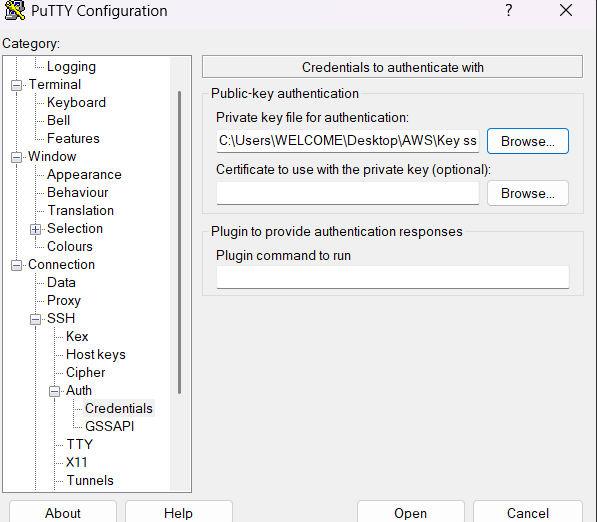 PuTTY Configuration
?
Category:
Logging
Terminal
Keyboard
Bell
Features
Window
Appearance
Behaviour
Translation
Selection
Colours
Connection
Data
Proxy
SSH
Kex
Host keys
Cipher
Auth
Credentials
GSSAPI
TTY
X11
Tunnels
Credentials to authenticate with
Public-key authentication
Private key file for authentication:
C:\Users\WELCOME\Desktop\AWS\Key ss
Browse...
Certificate to use with the private key (optional):
Browse...
Plugin to provide authentication responses
Plugin command to run
About
Help
Open
Cancel